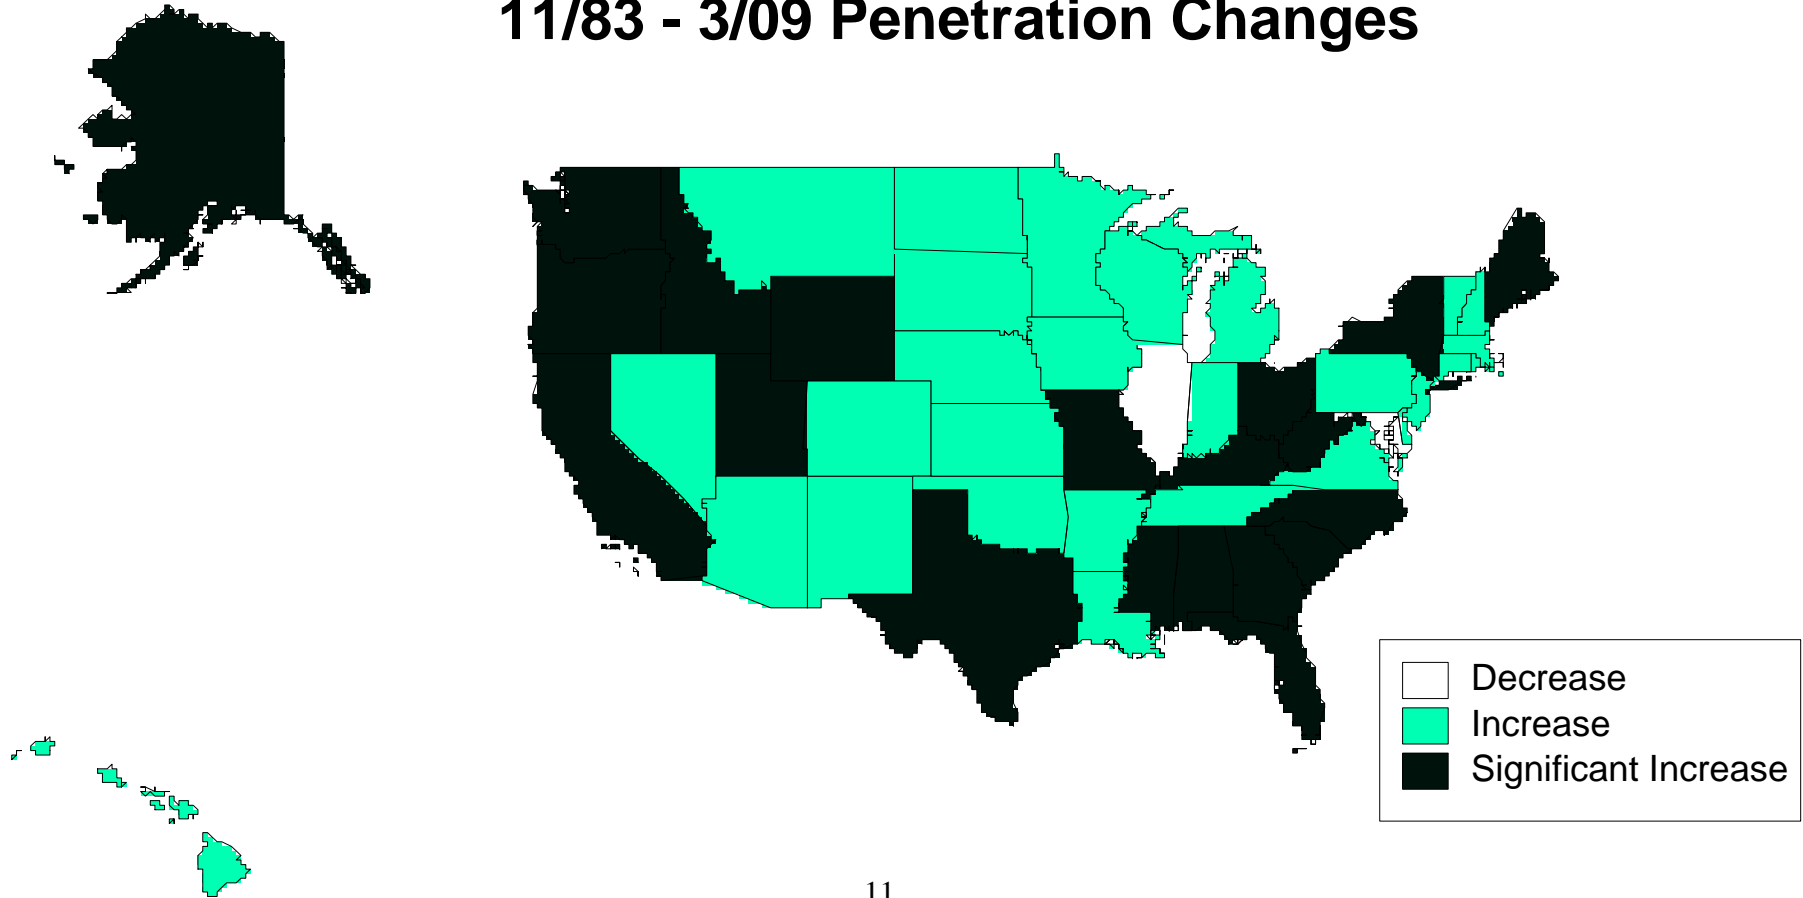 11/83 - 3/09 Penetration Changes
Decrease
Increase
Significant Increase
11